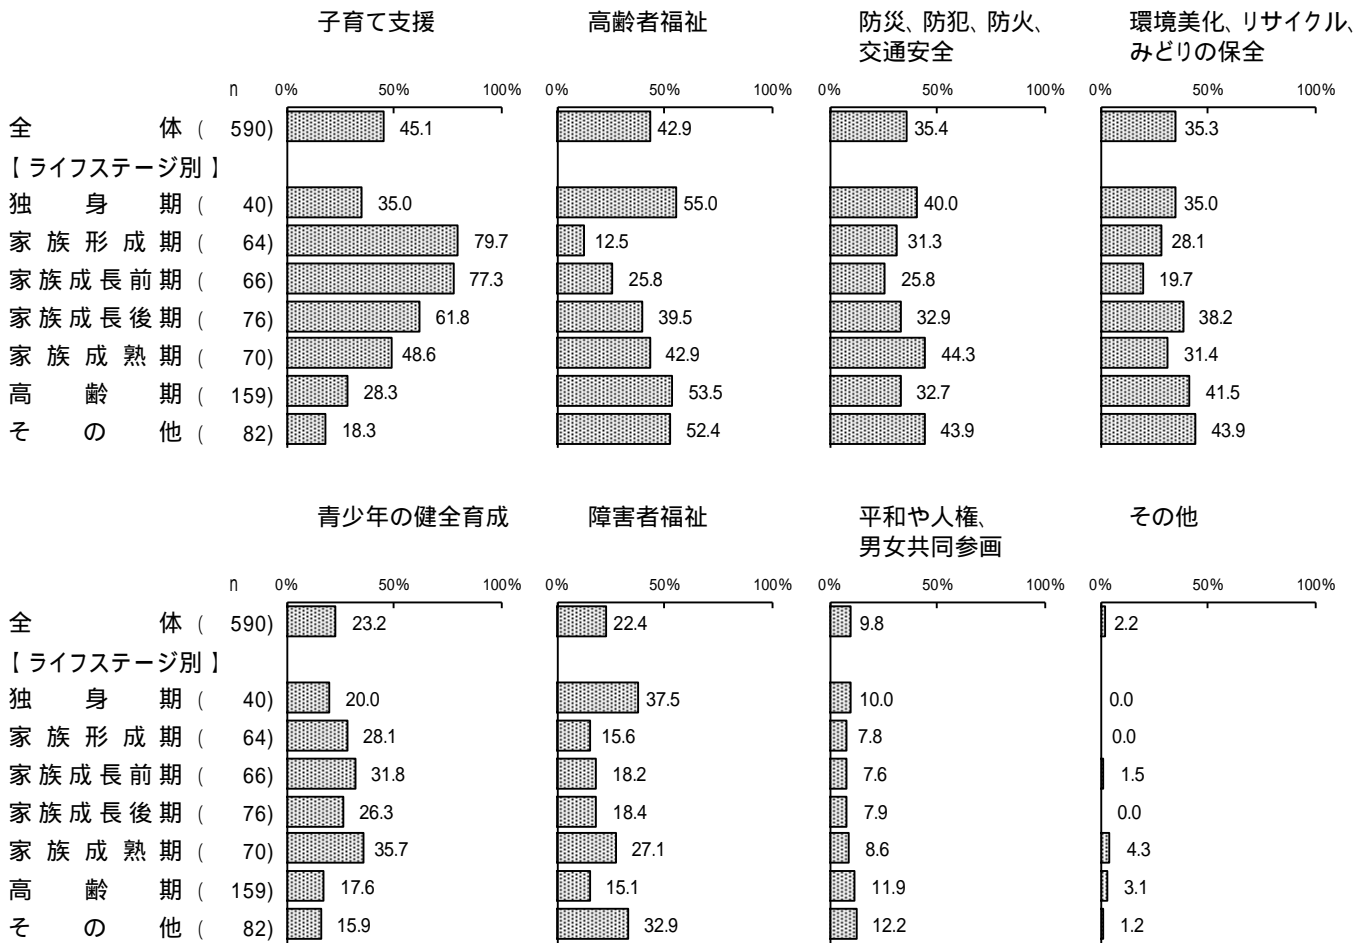 子育て支援 高齢者福祉 防災、防犯、防火、 環境美化、リサイクル、
交通安全 みどりの保全
n 0% 50% 100% 0% 50% 100% 0% 50% 100% 0% 50% 100%
全体 ( 590) 45.1 42.9 35.4 35.3
【ライフステージ別】
独身期 ( 40) 35.0 55.0 40.0 35.0
家族形成期 ( 64) 79.7 12.5 31.3 28.1
家族成長前期 ( 66) 77.3 25.8 25.8 19.7
家族成長後期 ( 76) 61.8 39.5 32.9 38.2
家族成熟期 ( 70) 48.6 42.9 44.3 31.4
高齢期 ( 159) 28.3 53.5 32.7 41.5
その他 ( 82) 18.3 52.4 43.9 43.9
青少年の健全育成 障害者福祉 平和や人権、 その他
男女共同参画
n 0% 50% 100% 0% 50% 100% 0% 50% 100% 0% 50% 100%
全体 ( 590) 23.2 22.4 9.8 2.2
【ライフステージ別】
独身期 ( 40) 20.0 37.5 10.0 0.0
家族形成期 ( 64) 28.1 15.6 7.8 0.0
家族成長前期 ( 66) 31.8 18.2 7.6 1.5
家族成長後期 ( 76) 26.3 18.4 7.9 0.0
家族成熟期 ( 70) 35.7 27.1 8.6 4.3
高齢期 ( 159) 17.6 15.1 11.9 3.1
その他 ( 82) 15.9 32.9 12.2 1.2